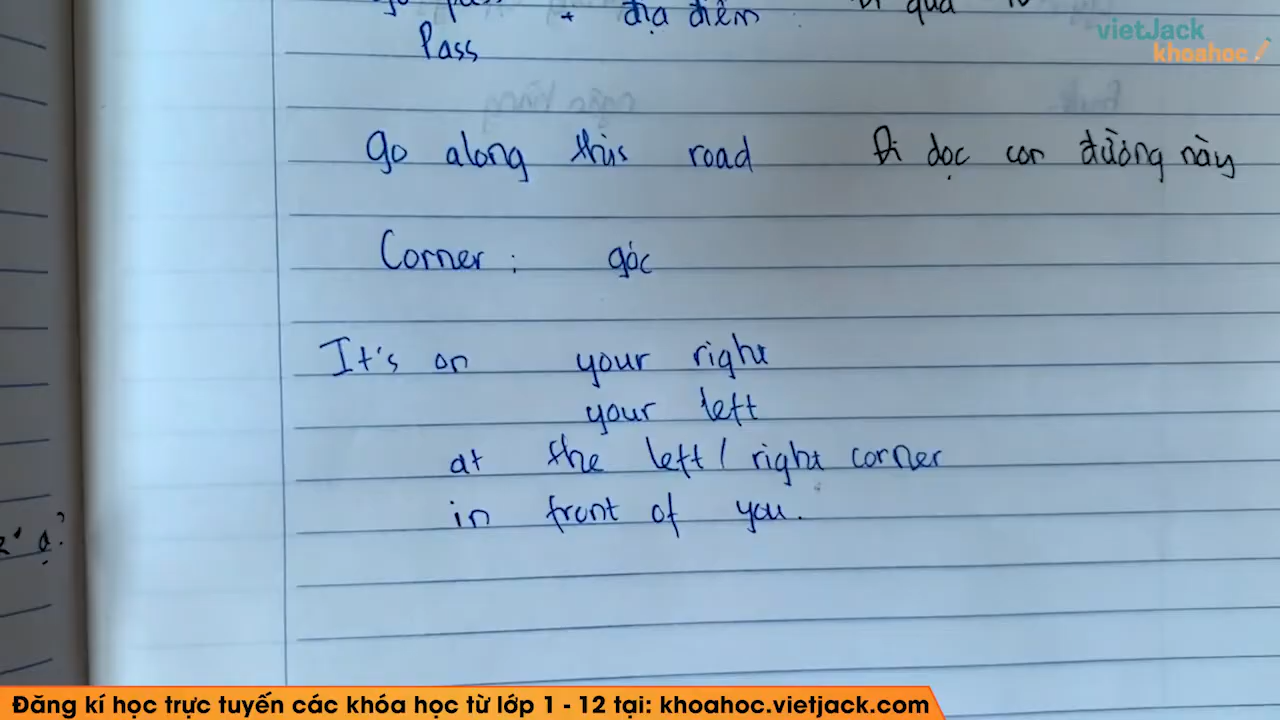 + địa điểm
Pass
vietJack
khoahoc
go along this road Đi dọc con đường này
Corner : góc
It's on your right
your left
at the left / right corner
in front of you.
Đăng kí học trực tuyến các khóa học từ lớp 1 - 12 tại: khoahoc.vietjack.com